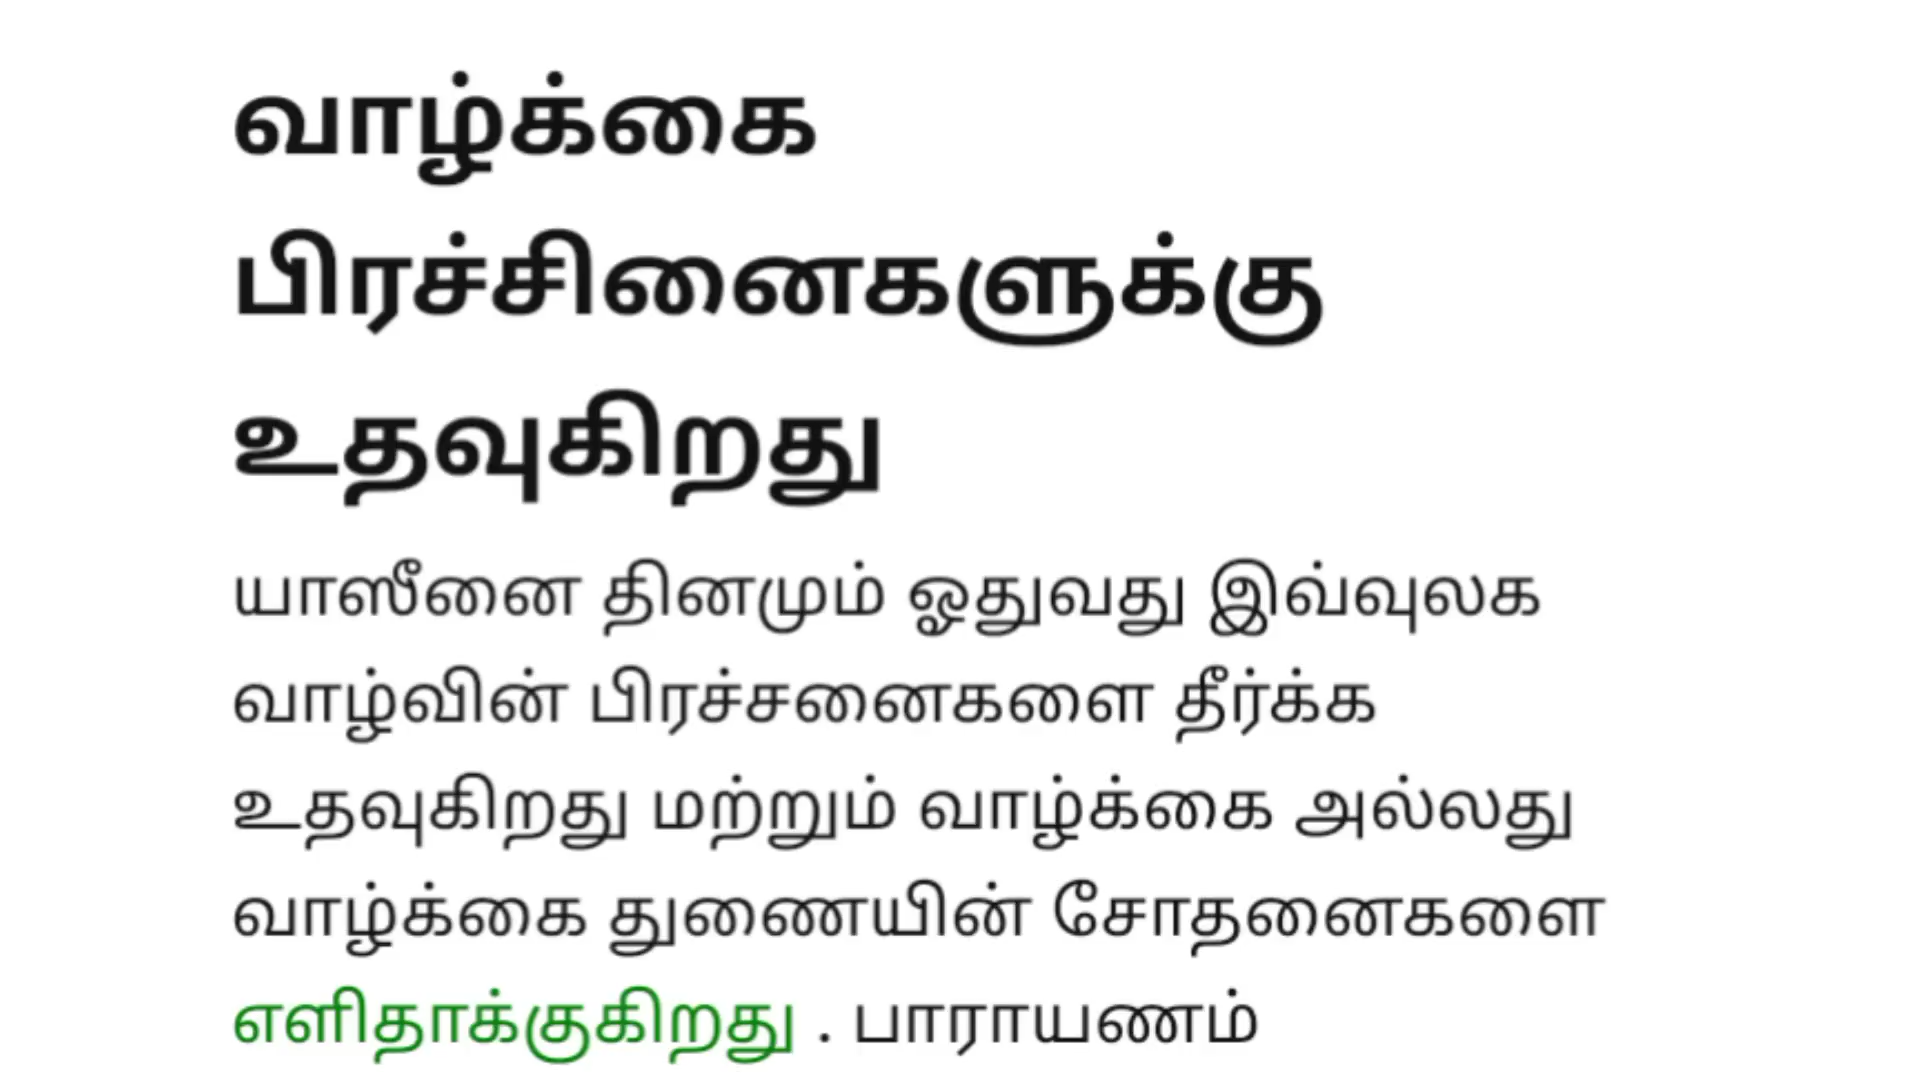 வாழ்க்கை
பிரச்சினைகளுக்கு
உதவுகிறது
யாஸீனை தினமும் ஓதுவது இவ்வுலக
வாழ்வின் பிரச்சனைகளை தீர்க்க
உதவுகிறது மற்றும் வாழ்க்கை அல்லது
வாழ்க்கை துணையின் சோதனைகளை
எளிதாக்குகிறது . பாராயணம்